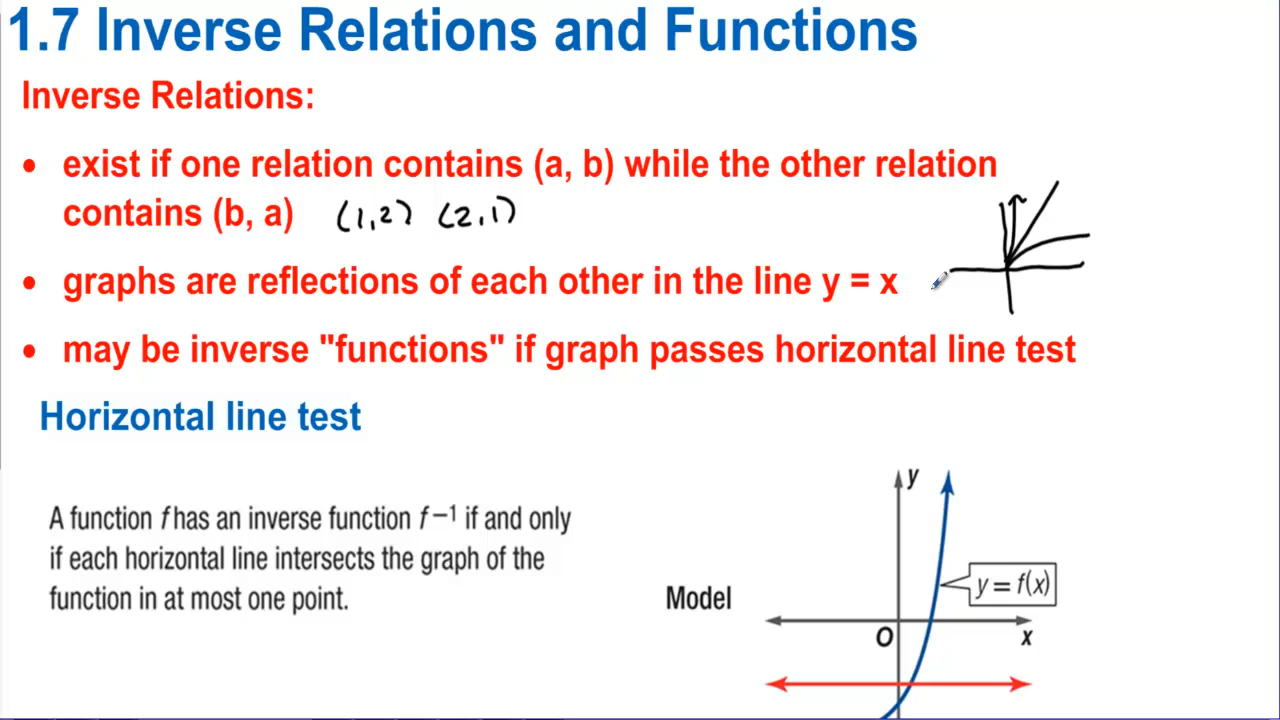 1.7 Inverse Relations and Functions
Inverse Relations:
• exist if one relation contains (a, b) while the other relation
contains (b, a) (1,2) (2,1)
• graphs are reflections of each other in the line y = x
• may be inverse "functions" if graph passes horizontal line test
Horizontal line test
y
A function f has an inverse function f⁻¹ if and only
if each horizontal line intersects the graph of the
function in at most one point.
Model
y = f(x)
O
x